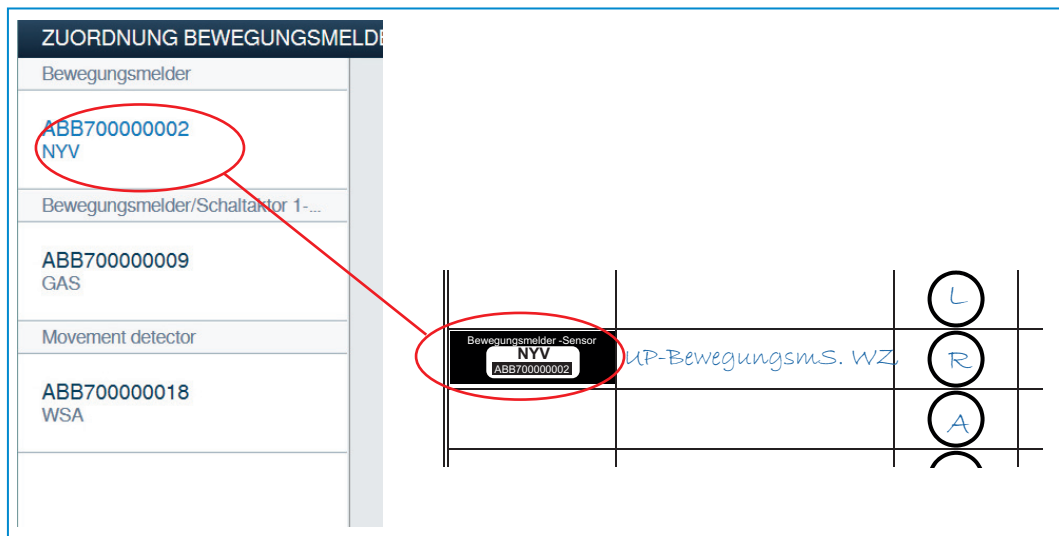 ZUORDNUNG BEWEGUNGSMELDE
Bewegungsmelder
ABB700000002
NYV
Bewegungsmelder/Schaltaktor 1-...
ABB700000009
GAS
Movement detector
ABB700000018
WSA
L
Bewegungsmelder -Sensor
NYV
ABB700000002
UP-BewegungsmS. WZ
R
A